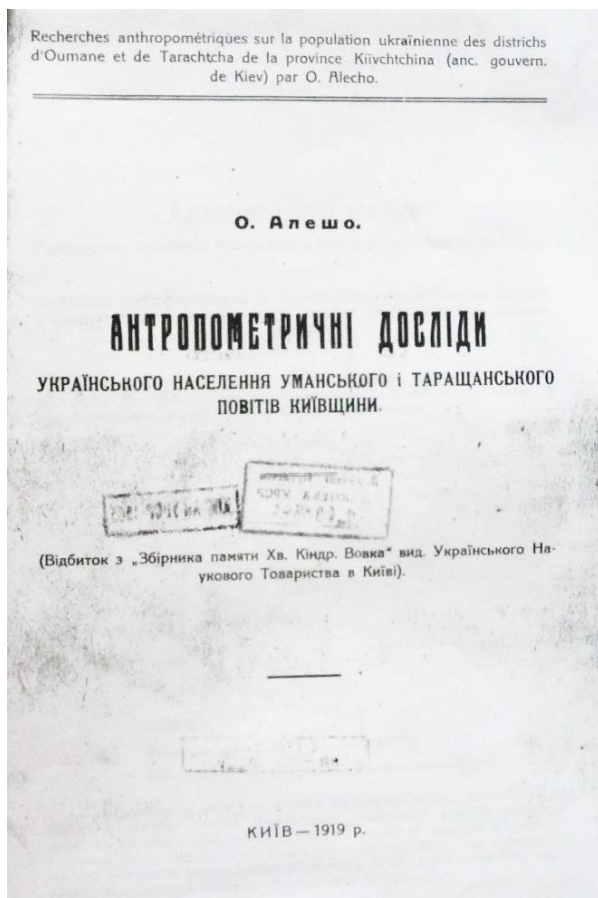 Recherches anthropométriques sur la population ukraïnienne des districhs
d'Oumane et de Tarachtcha de la province Kiïvchtchina (anc. gouvern.
de Kiev) par O. Alecho.
О. Алешо.
АНТРОПОМЕТРИЧНІ ДОСЛІДИ
УКРАЇНСЬКОГО НАСЕЛЕННЯ УМАНСЬКОГО і ТАРАЩАНСЬКОГО
ПОВІТІВ КИЇВЩИНИ.
(Відбиток з „Збірника памяти Хв. Кіндр. Вовка" вид. Українського На-
укового Товариства в Київі).
КИЇВ — 1919 р.